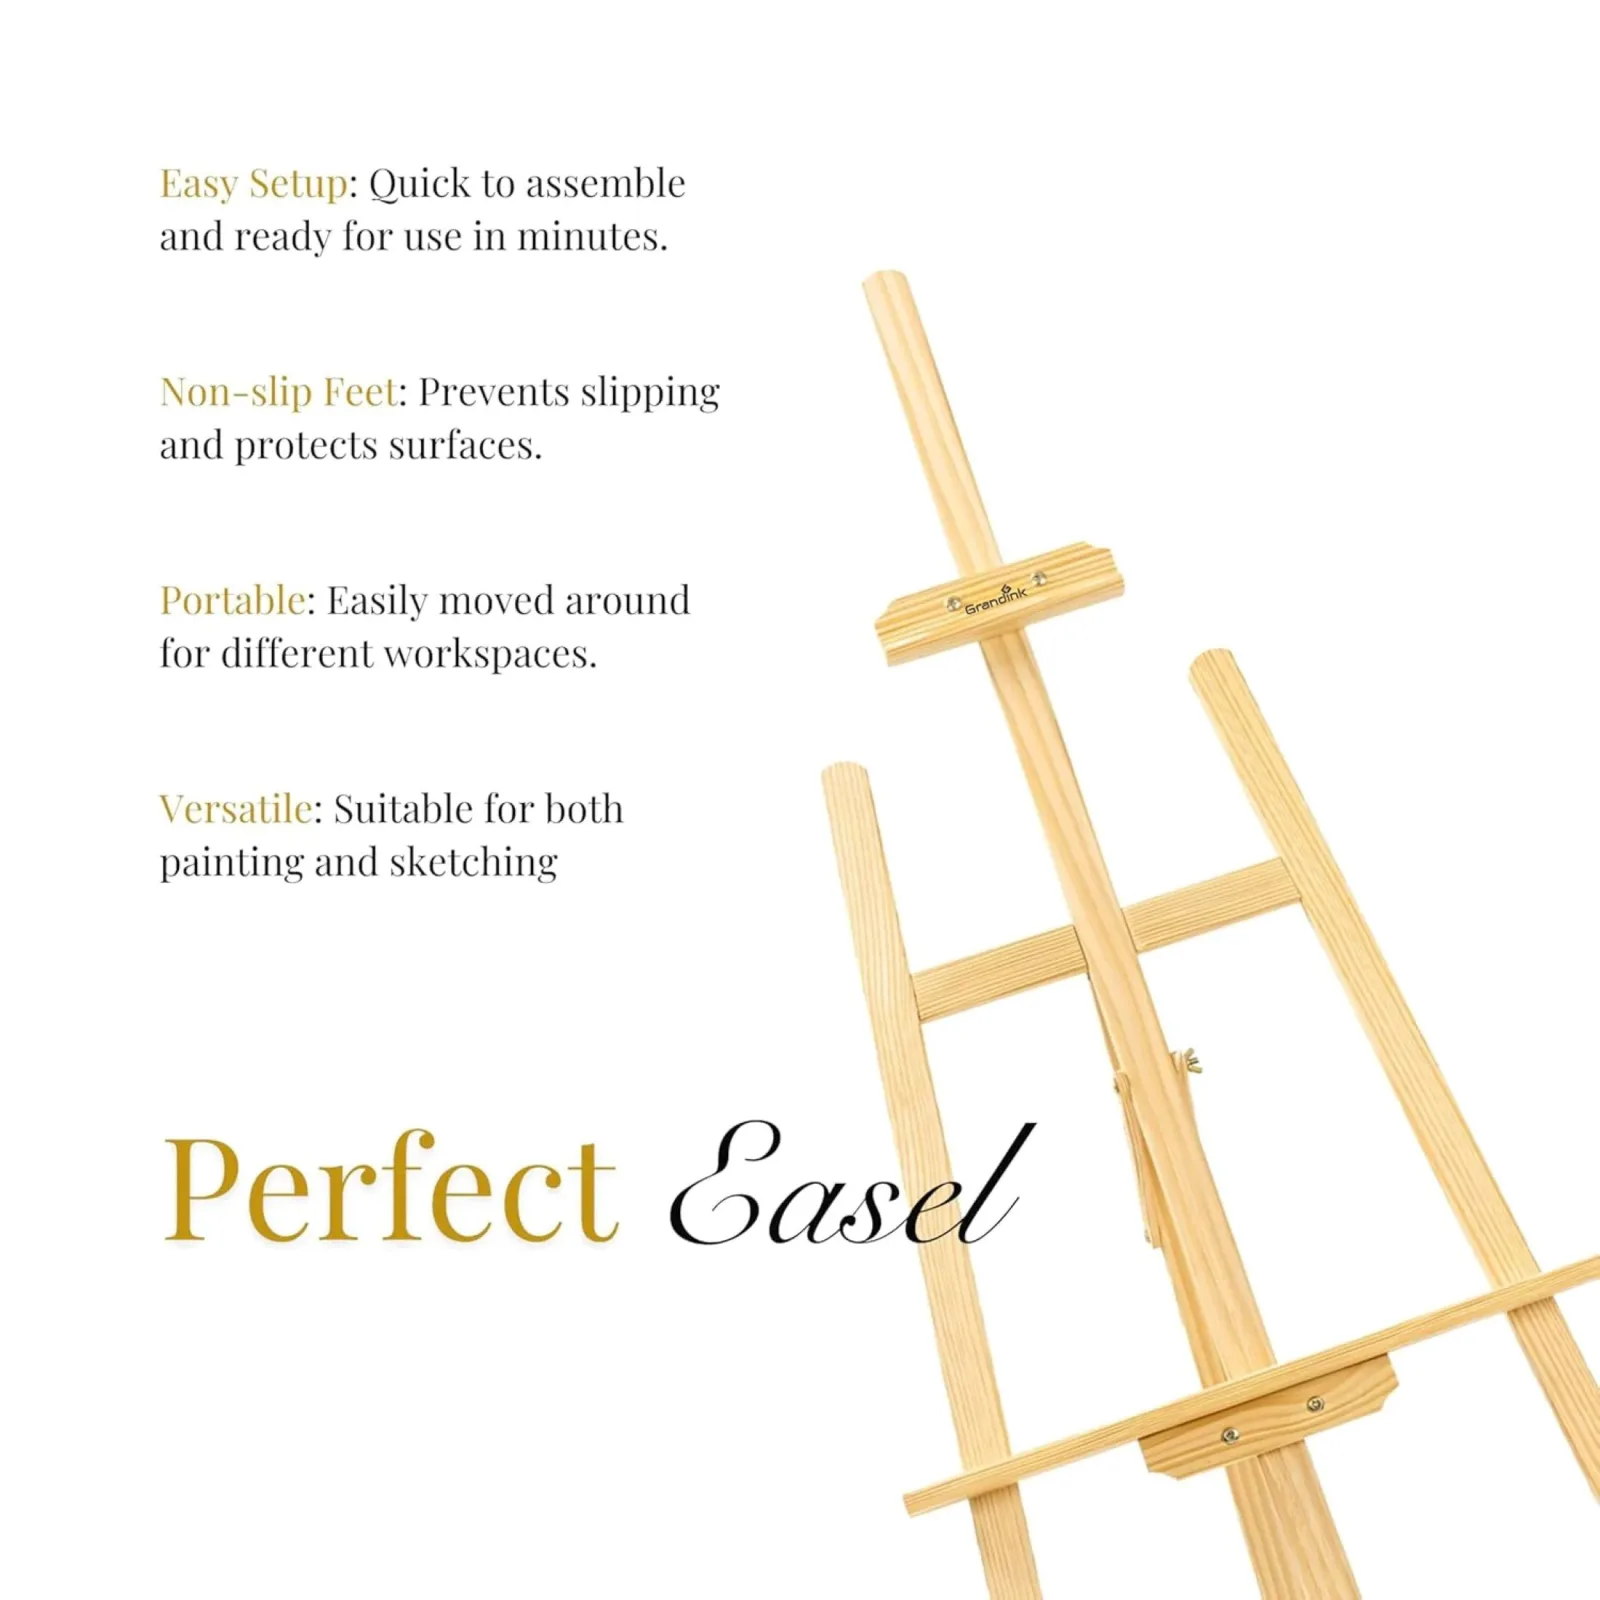 Easy Setup: Quick to assemble
and ready for use in minutes.
Non-slip Feet: Prevents slipping
and protects surfaces.
Portable: Easily moved around
for different workspaces.
Versatile: Suitable for both
painting and sketching
Grandink
Perfect Easel